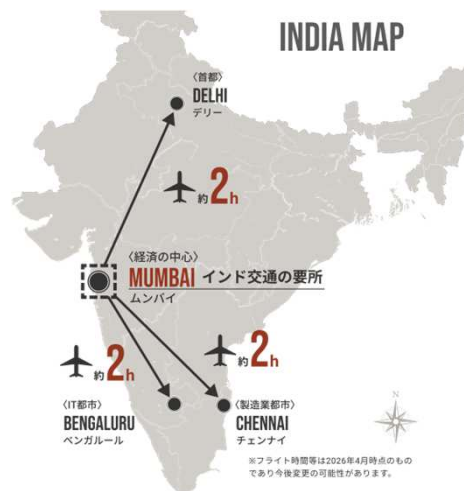 INDIA MAP
〈首都〉
DELHI
デリー
約2h
〈経済の中心〉
MUMBAI インド交通の要所
ムンバイ
約2h
約2h
〈IT都市〉
BENGALURU
ベンガルール
〈製造業都市〉
CHENNAI
チェンナイ
N
※フライト時間等は2026年4月時点のもの
であり今後変更の可能性があります。